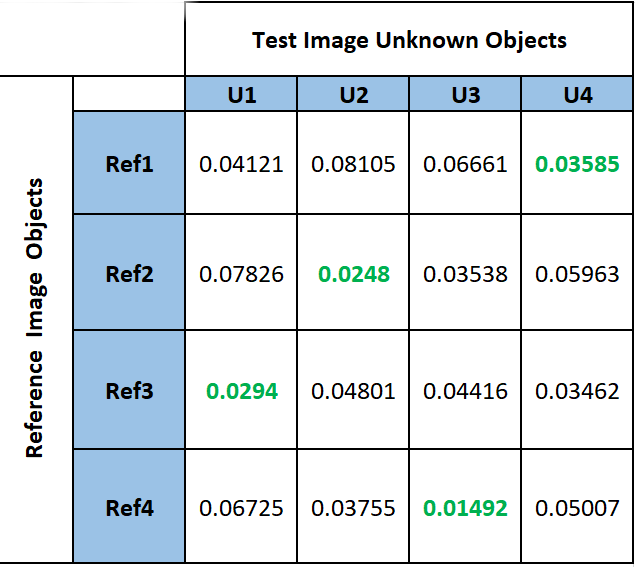 Test Image Unknown Objects
U1 U2 U3 U4
Reference Image Objects
Ref1 0.04121 0.08105 0.06661 0.03585
Ref2 0.07826 0.0248 0.03538 0.05963
Ref3 0.0294 0.04801 0.04416 0.03462
Ref4 0.06725 0.03755 0.01492 0.05007